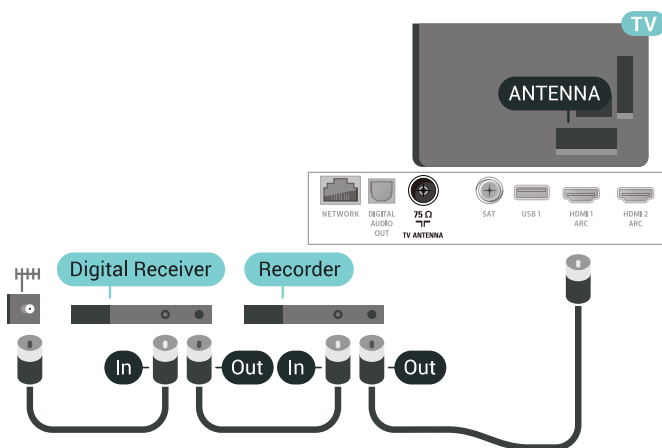 TV
ANTENNA
NETWORK
DIGITAL
AUDIO
OUT
75 Ω
TV ANTENNA
SAT
USB 1
HDMI 1
ARC
HDMI 2
ARC
Digital Receiver
Recorder
In
Out
In
Out